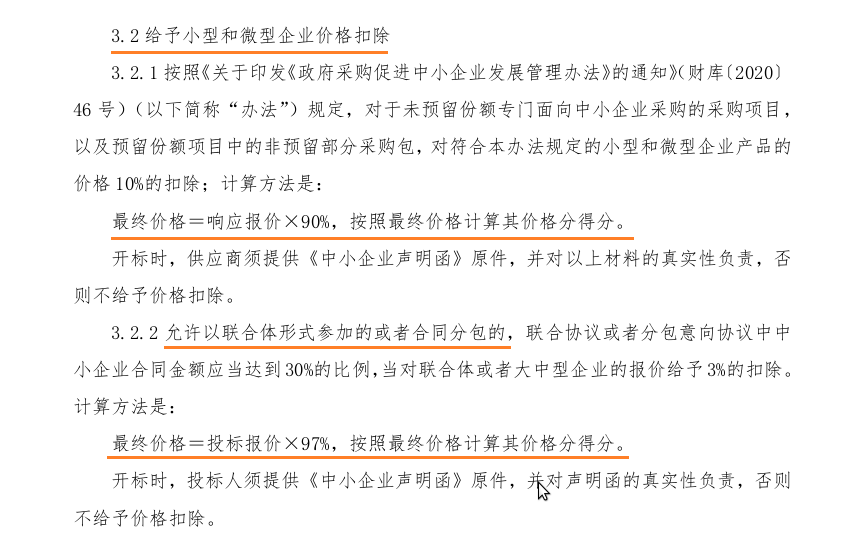 3.2 给予小型和微型企业价格扣除
3.2.1 按照《关于印发《政府采购促进中小企业发展管理办法》的通知》（财库〔2020〕
46 号）（以下简称“办法”）规定，对于未预留份额专门面向中小企业采购的采购项目，
以及预留份额项目中的非预留部分采购包，对符合本办法规定的小型和微型企业产品的
价格 10%的扣除；计算方法是：
最终价格＝响应报价×90%，按照最终价格计算其价格分得分。
开标时，供应商须提供《中小企业声明函》原件，并对以上材料的真实性负责，否
则不给予价格扣除。
3.2.2 允许以联合体形式参加的或者合同分包的，联合协议或者分包意向协议中中
小企业合同金额应当达到 30%的比例，当对联合体或者大中型企业的报价给予 3%的扣除。
计算方法是：
最终价格＝投标报价×97%，按照最终价格计算其价格分得分。
开标时，投标人须提供《中小企业声明函》原件，并对声明函的真实性负责，否则
不给予价格扣除。